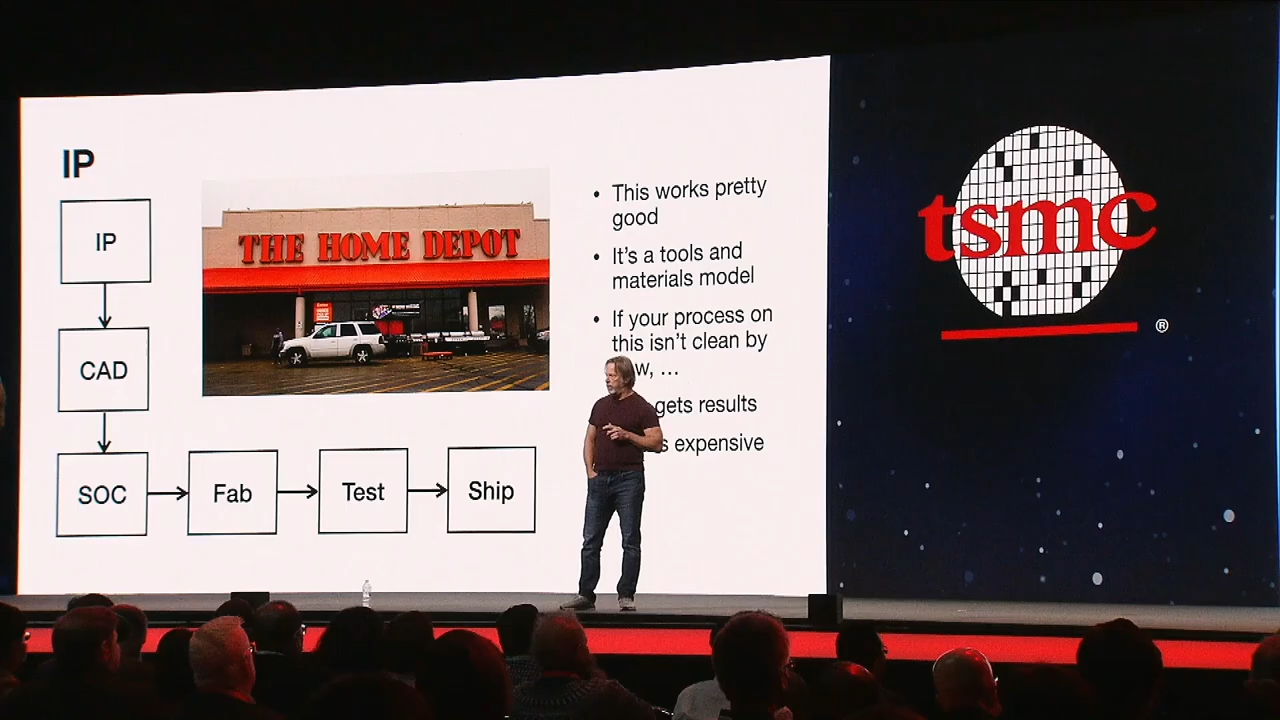 IP
IP
CAD
SOC
Fab
Test
Ship
THE HOME DEPOT
• This works pretty
good
• It’s a tools and
materials model
• If your process on
this isn’t clean by
…
gets results
expensive
tsmc
®